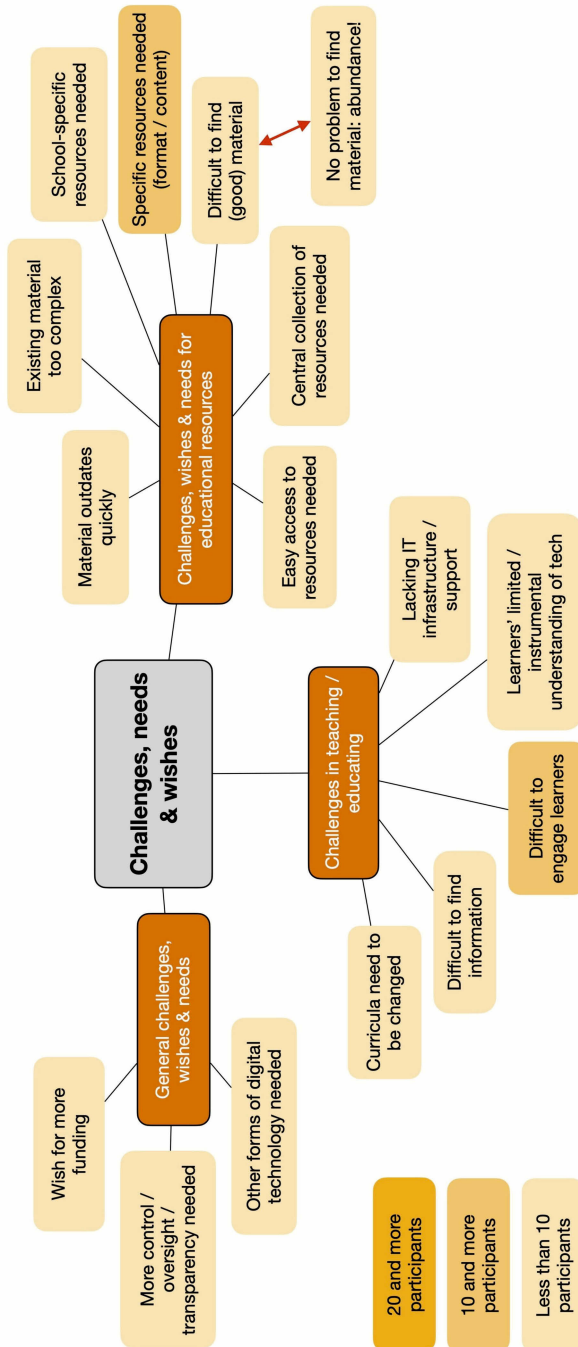 Challenges, needs
& wishes
General challenges,
wishes & needs
Wish for more
funding
More control /
oversight /
transparency needed
Other forms of digital
technology needed
Challenges in teaching /
educating
Curricula need to
be changed
Difficult to find
information
Difficult to
engage learners
Learners' limited /
instrumental
understanding of tech
Lacking IT
infrastructure /
support
Challenges, wishes & needs for
educational resources
Material outdates
quickly
Existing material
too complex
School-specific
resources needed
Specific resources needed
(format / content)
Difficult to find
(good) material
No problem to find
material: abundance!
Central collection of
resources needed
Easy access to
resources needed
20 and more
participants
10 and more
participants
Less than 10
participants